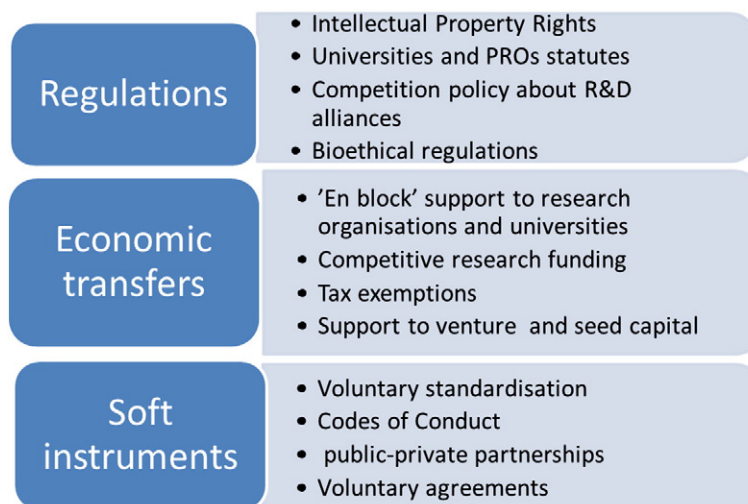 Regulations
• Intellectual Property Rights
• Universities and PROs statutes
• Competition policy about R&D
alliances
• Bioethical regulations
Economic
transfers
• ’En block’ support to research
organisations and universities
• Competitive research funding
• Tax exemptions
• Support to venture and seed capital
Soft
instruments
• Voluntary standardisation
• Codes of Conduct
• public-private partnerships
• Voluntary agreements